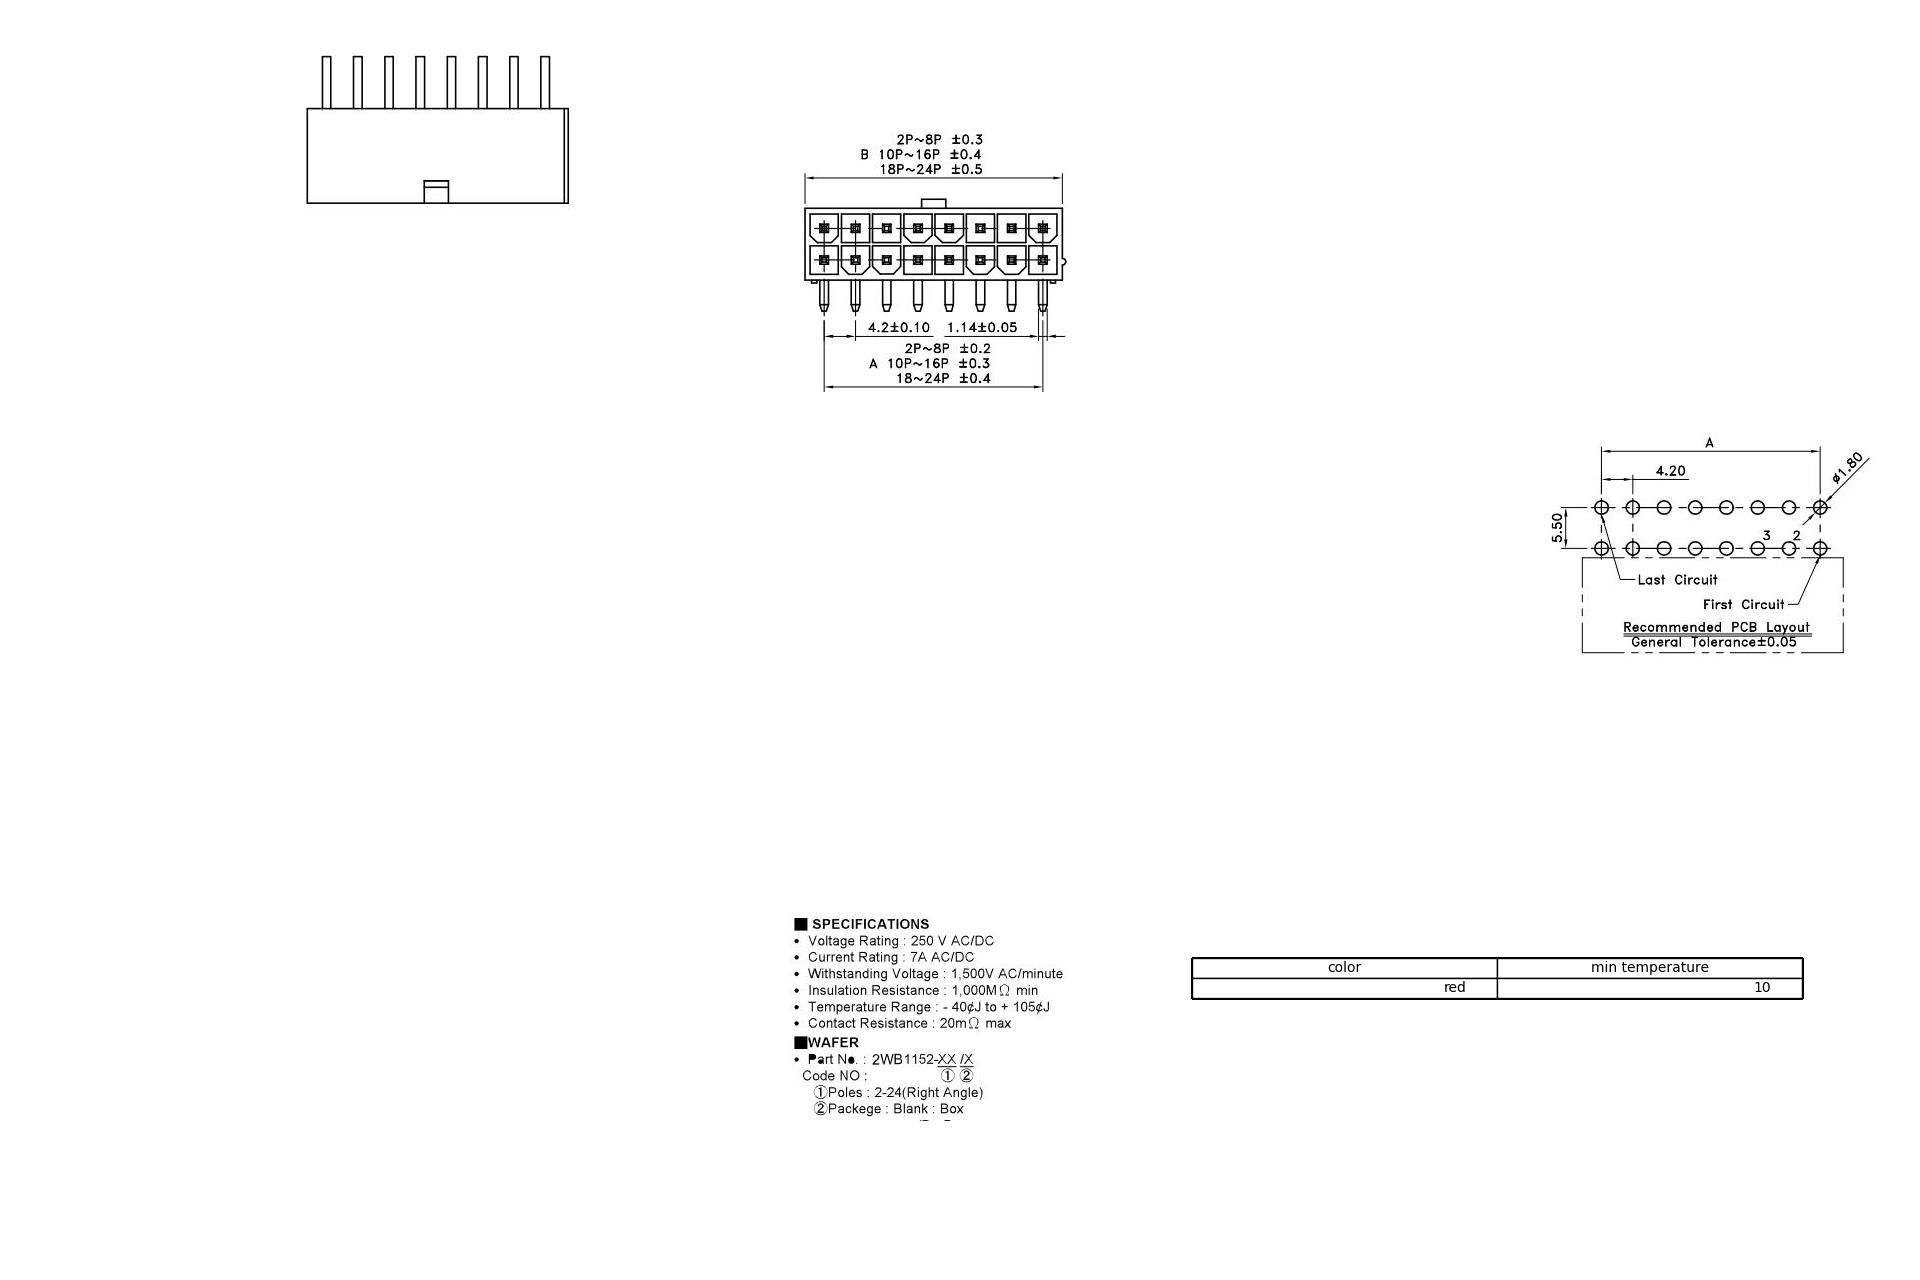 2P~8P ±0.3
B 10P~16P ±0.4
18P~24P ±0.5
4.2±0.10 1.14±0.05
2P~8P ±0.2
A 10P~16P ±0.3
18~24P ±0.4
A
4.20
ø1.80
5.50
3 2
Last Circuit
First Circuit
Recommended PCB Layout
General Tolerance±0.05
■ SPECIFICATIONS
• Voltage Rating : 250 V AC/DC
• Current Rating : 7A AC/DC
• Withstanding Voltage : 1,500V AC/minute
• Insulation Resistance : 1,000MΩ min
• Temperature Range : - 40¢J to + 105¢J
• Contact Resistance : 20mΩ max
■WAFER
• Part No. : 2WB1152-XX /X
Code NO : ① ②
①Poles : 2-24(Right Angle)
②Packege : Blank : Box
color min temperature
red 10